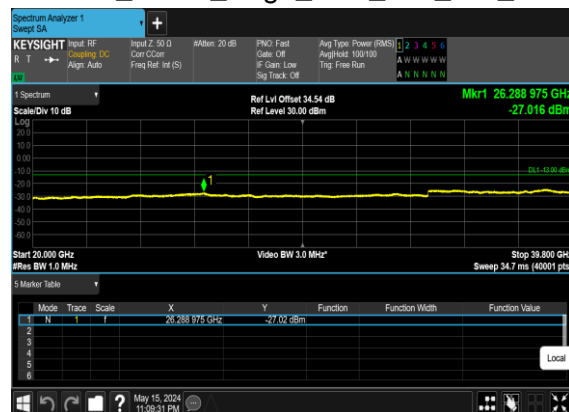 Spectrum Analyzer 1
Swept SA
+
KEYSIGHT Input: RF Input Z: 50 Ω #Atten: 20 dB PNO: Fast Avg Type: Power (RMS) 1 2 3 4 5 6
R T Coupling: DC Corr CCorr Gate: Off Avg|Hold: 100/100 A W W W W W
Align: Auto Freq Ref: Int (S) IF Gain: Low Trig: Free Run
Sig Track: Off A N N N N N
1 Spectrum Ref Lvl Offset 34.54 dB Mkr1 26.288 975 GHz
Scale/Div 10 dB Ref Level 30.00 dBm -27.016 dBm
Log
20.0
10.0
0.00
-10.0 DL1 -13.00 dBm
1
-20.0
-30.0
-40.0
-50.0
-60.0
Start 20.000 GHz Video BW 3.0 MHz* Stop 39.800 GHz
#Res BW 1.0 MHz Sweep 34.7 ms (40001 pts)
5 Marker Table
Mode Trace Scale X Y Function Function Width Function Value
1 N 1 f 26.288 975 GHz -27.02 dBm
2
3
4
5
6
Local
? May 15, 2024
11:09:31 PM